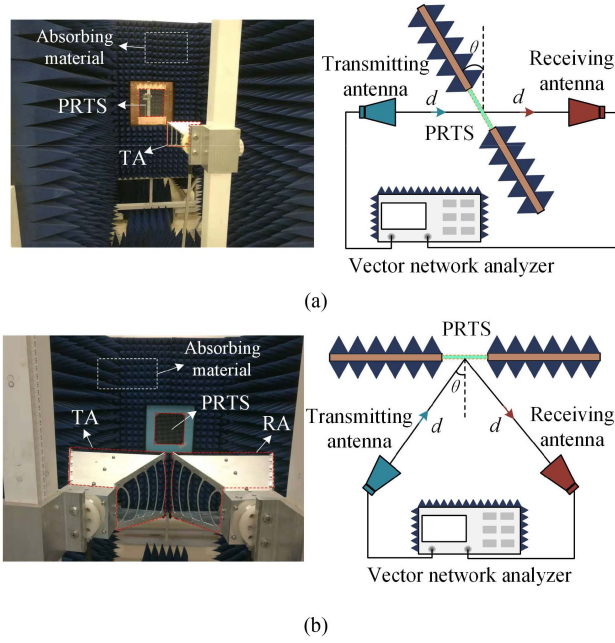 Absorbing
material
PRTS
TA
Transmitting
antenna
θ
Receiving
antenna
d
d
PRTS
Vector network analyzer
(a)
Absorbing
material
PRTS
TA
RA
PRTS
θ
Transmitting
antenna
d
d
Receiving
antenna
Vector network analyzer
(b)